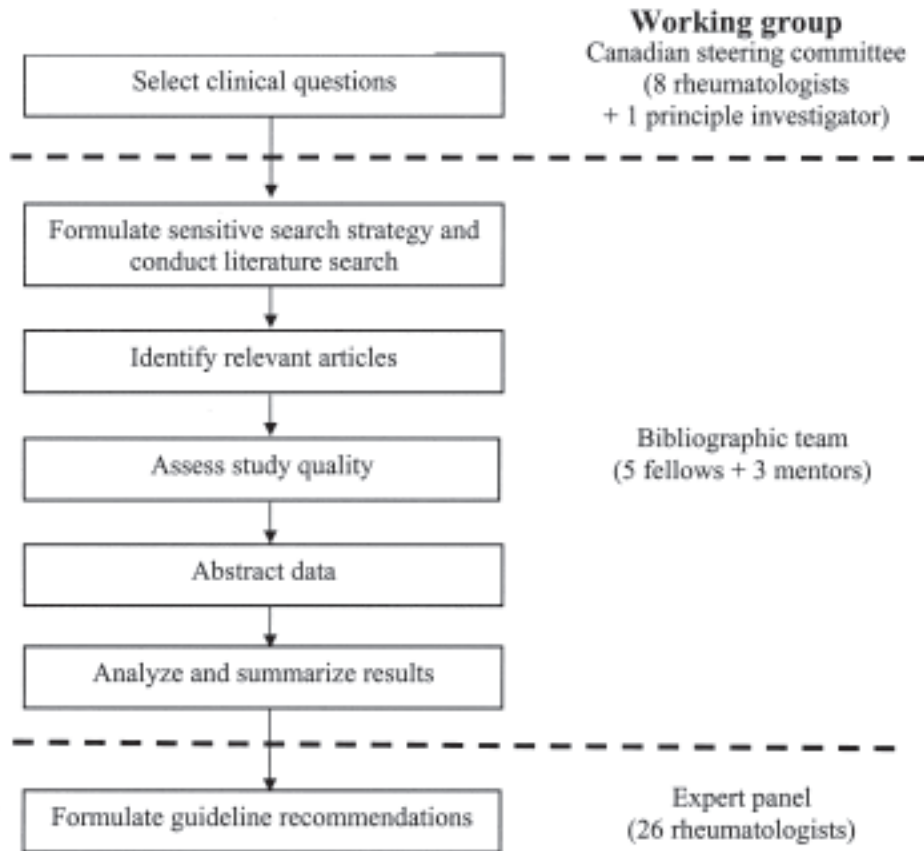 Working group
Canadian steering committee
(8 rheumatologists
+ 1 principle investigator)
Select clinical questions
Formulate sensitive search strategy and
conduct literature search
Identify relevant articles
Assess study quality
Bibliographic team
(5 fellows + 3 mentors)
Abstract data
Analyze and summarize results
Formulate guideline recommendations
Expert panel
(26 rheumatologists)